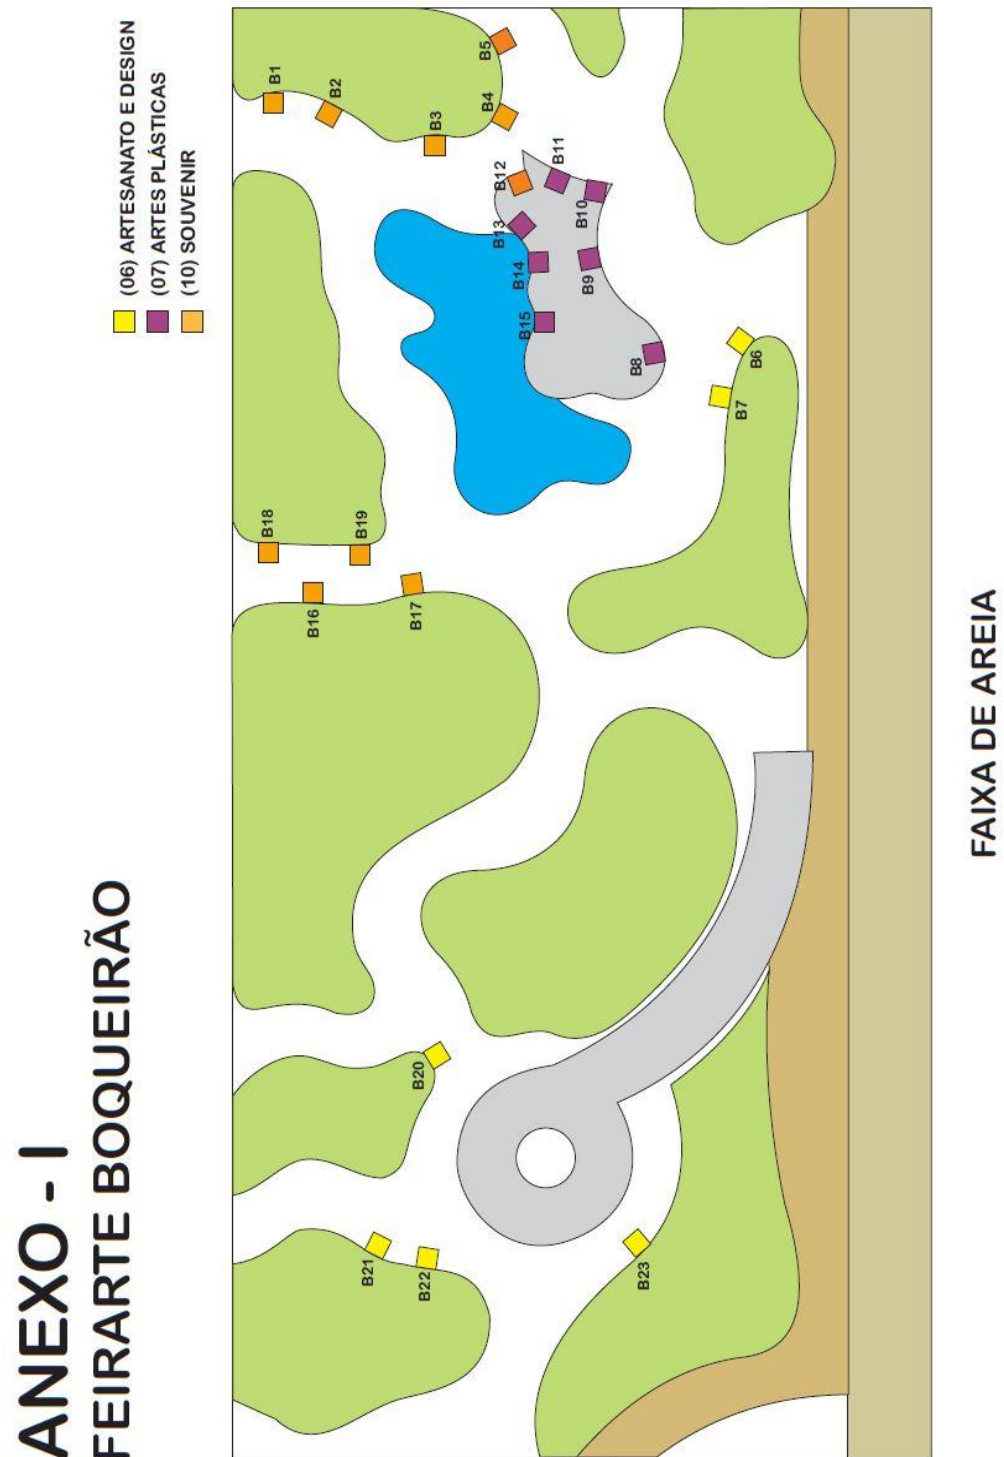 ANEXO - I
FEIRARTE BOQUEIRÃO
(06) ARTESANATO E DESIGN
(07) ARTES PLÁSTICAS
(10) SOUVENIR
B21
B22
B23
B20
B16
B17
B18
B19
B7
B6
B8
B15
B14
B9
B13
B10
B12
B11
B1
B2
B3
B4
B5
FAIXA DE AREIA